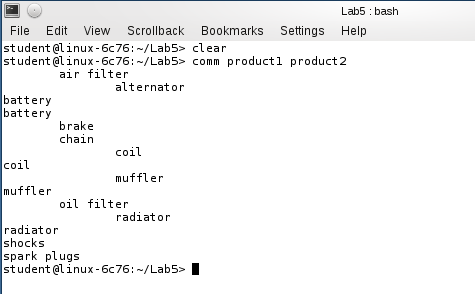 Lab5 : bash
File Edit View Scrollback Bookmarks Settings Help
student@linux-6c76:~/Lab5> clear
student@linux-6c76:~/Lab5> comm product1 product2
        air filter
                alternator
battery
battery
        brake
        chain
                coil
coil
                muffler
muffler
        oil filter
                radiator
radiator
shocks
spark plugs
student@linux-6c76:~/Lab5>